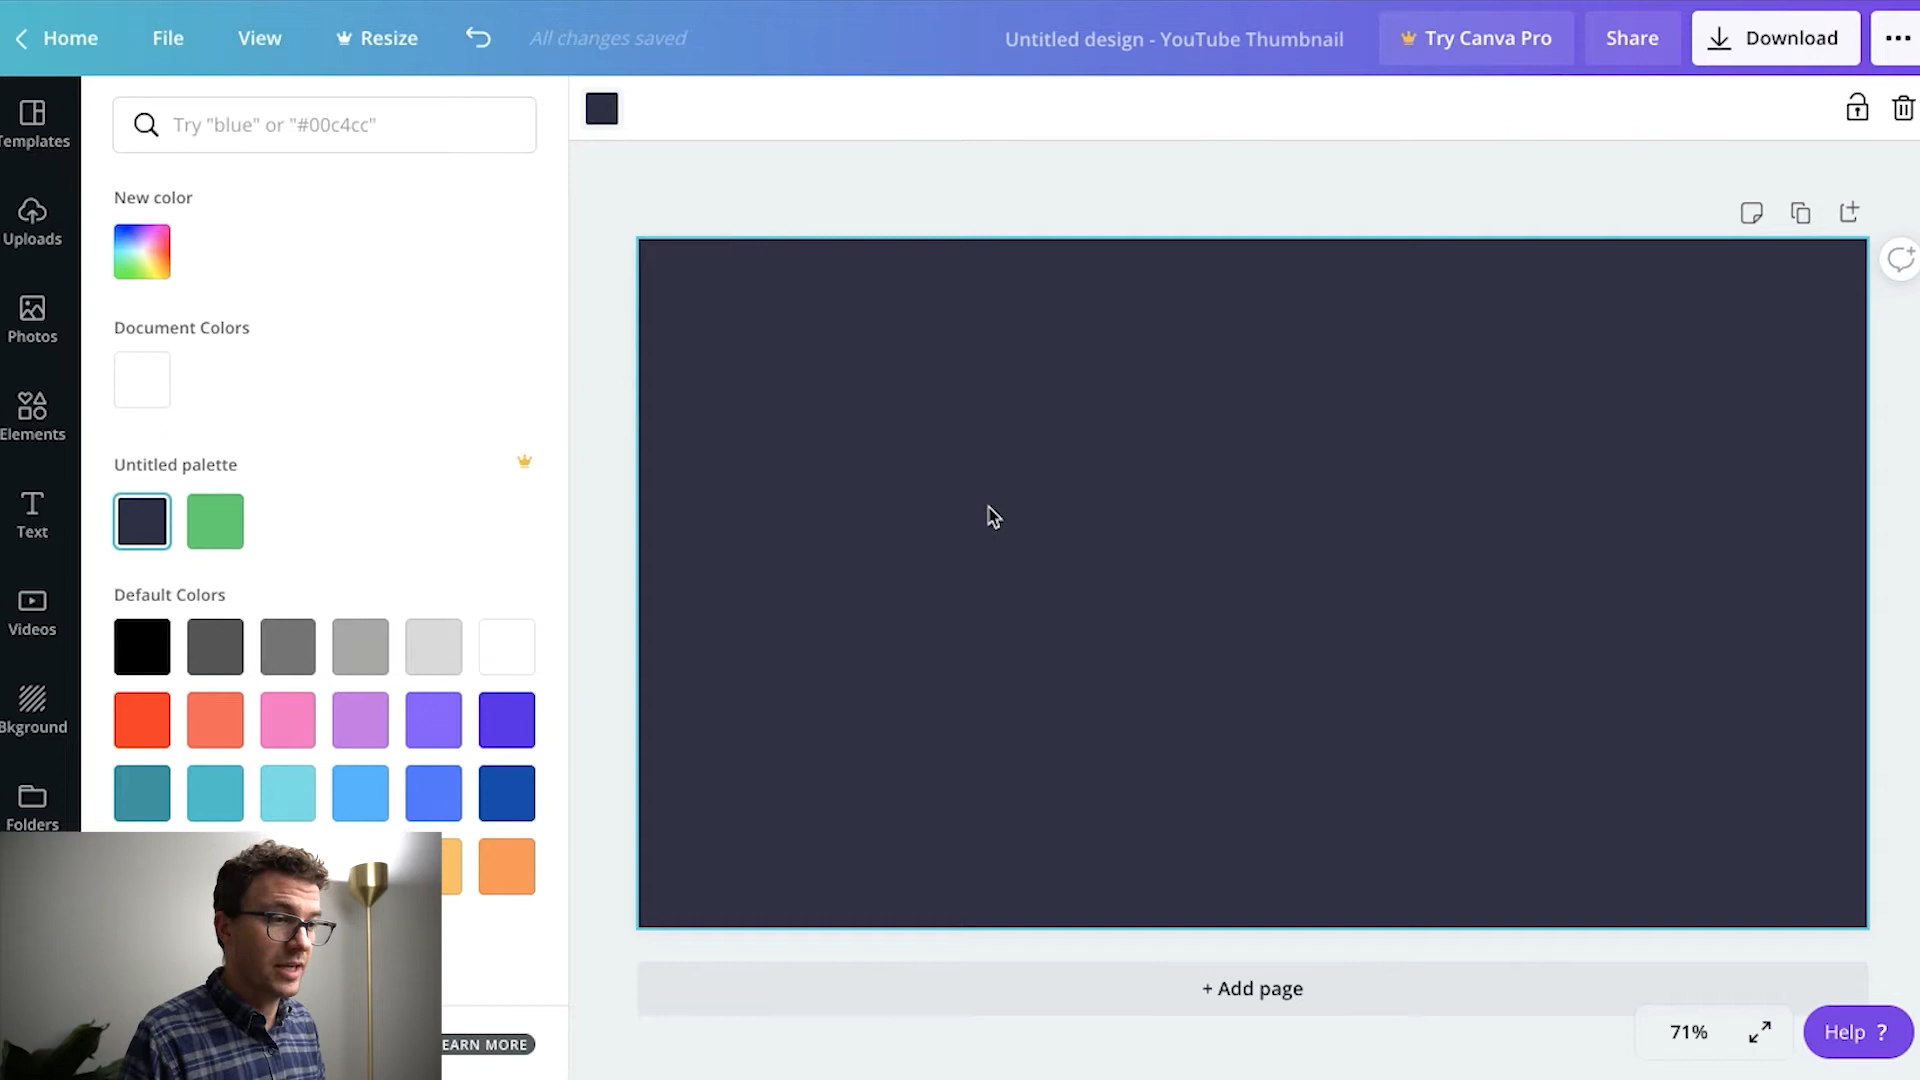 Home File View Resize All changes saved Untitled design - YouTube Thumbnail Try Canva Pro Share Download
Templates
Try "blue" or "#00c4cc"
New color
Uploads
Photos
Document Colors
Elements
Untitled palette
Text
Default Colors
Videos
Bkground
Folders
+ Add page
71%
Help ?
EARN MORE